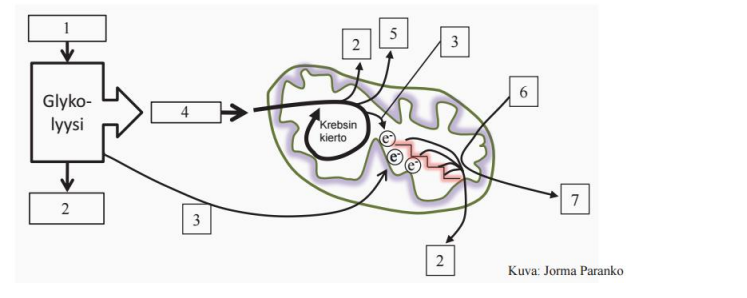 1
Glyko-
lyysi
2
4
3
2
5
3
Krebsin
kierto
e-
e-
e-
6
7
2
Kuva: Jorma Paranko